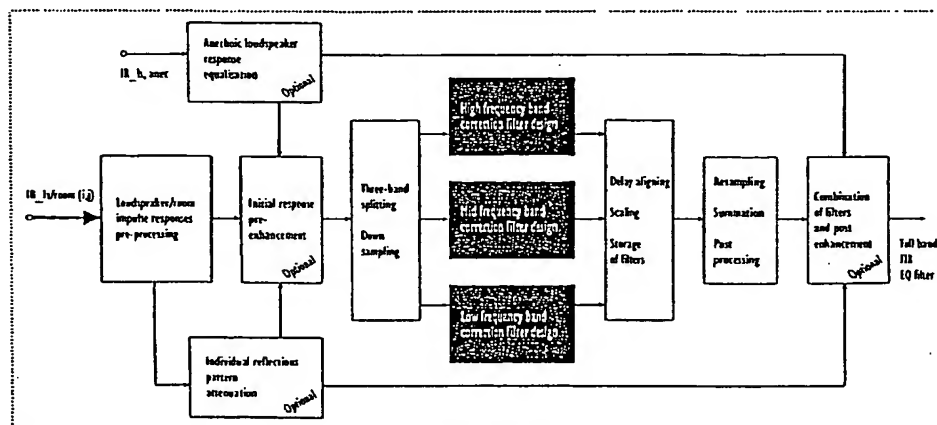 Anechoic loudspeaker
response
equalization
Optional
IR_ls, anec
High frequency band
correction filter design
IR_ls/room (i,j)
Loudspeaker/room
impulse responses
pre-processing
Initial response
pre-
enhancement
Optional
Three-band
splitting
Down
sampling
Mid frequency band
correction filter design
Delay aligning
Scaling
Storage
of filters
Resampling
Summation
Post
processing
Combination
of filters
and post
enhancement
Optional
Full band
FIR
EQ filter
Low frequency band
correction filter design
Individual reflections
pattern
attenuation
Optional